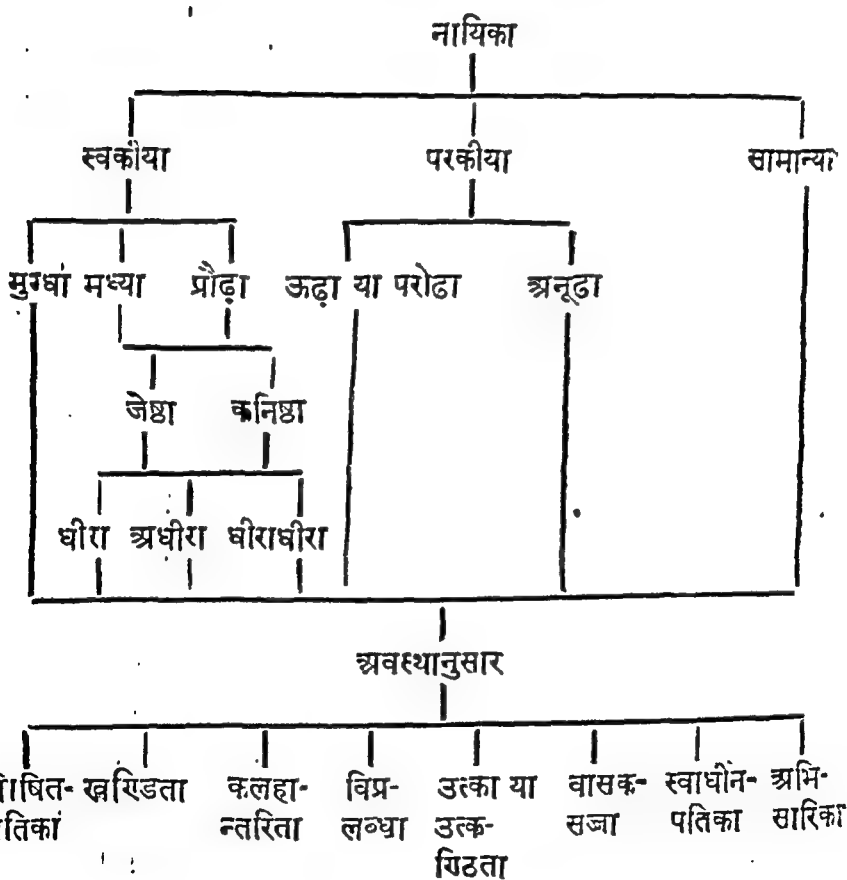 नायिका
स्वकीया परकीया सामान्या
मुग्धा मध्या प्रौढ़ा ऊढ़ा या परोढा अनूढा
जेष्ठा कनिष्ठा
धीरा अधीरा धीराधीरा
अवस्थानुसार
खण्डिता कलहा- विप्र- उत्का या वासक- स्वाधीन- अभि-
न्तरिता लब्धा उत्क- सज्जा पतिका सारिका
ण्ठिता